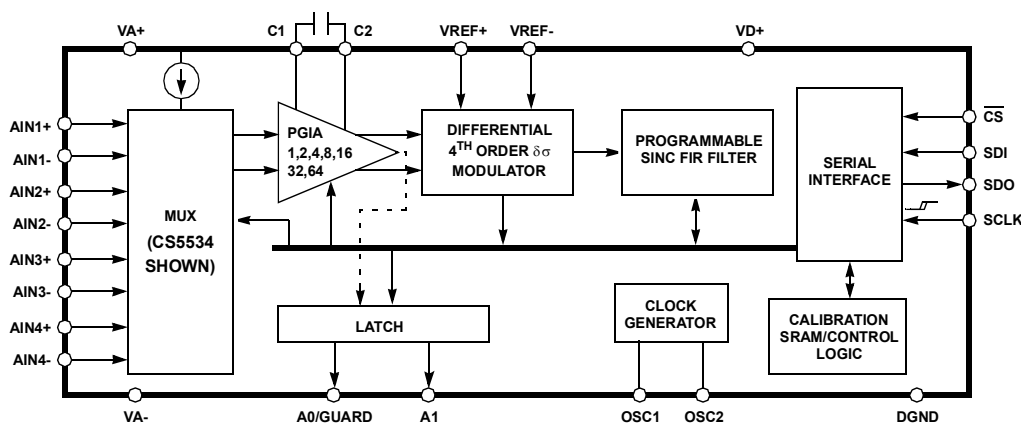 VA+
C1
C2
VREF+
VREF-
VD+
AIN1+
AIN1-
AIN2+
AIN2-
AIN3+
AIN3-
AIN4+
AIN4-
MUX
(CS5534
SHOWN)
PGIA
1,2,4,8,16
32,64
DIFFERENTIAL
4TH ORDER δσ
MODULATOR
PROGRAMMABLE
SINC FIR FILTER
SERIAL
INTERFACE
CS
SDI
SDO
SCLK
LATCH
CLOCK
GENERATOR
CALIBRATION
SRAM/CONTROL
LOGIC
VA-
A0/GUARD
A1
OSC1
OSC2
DGND